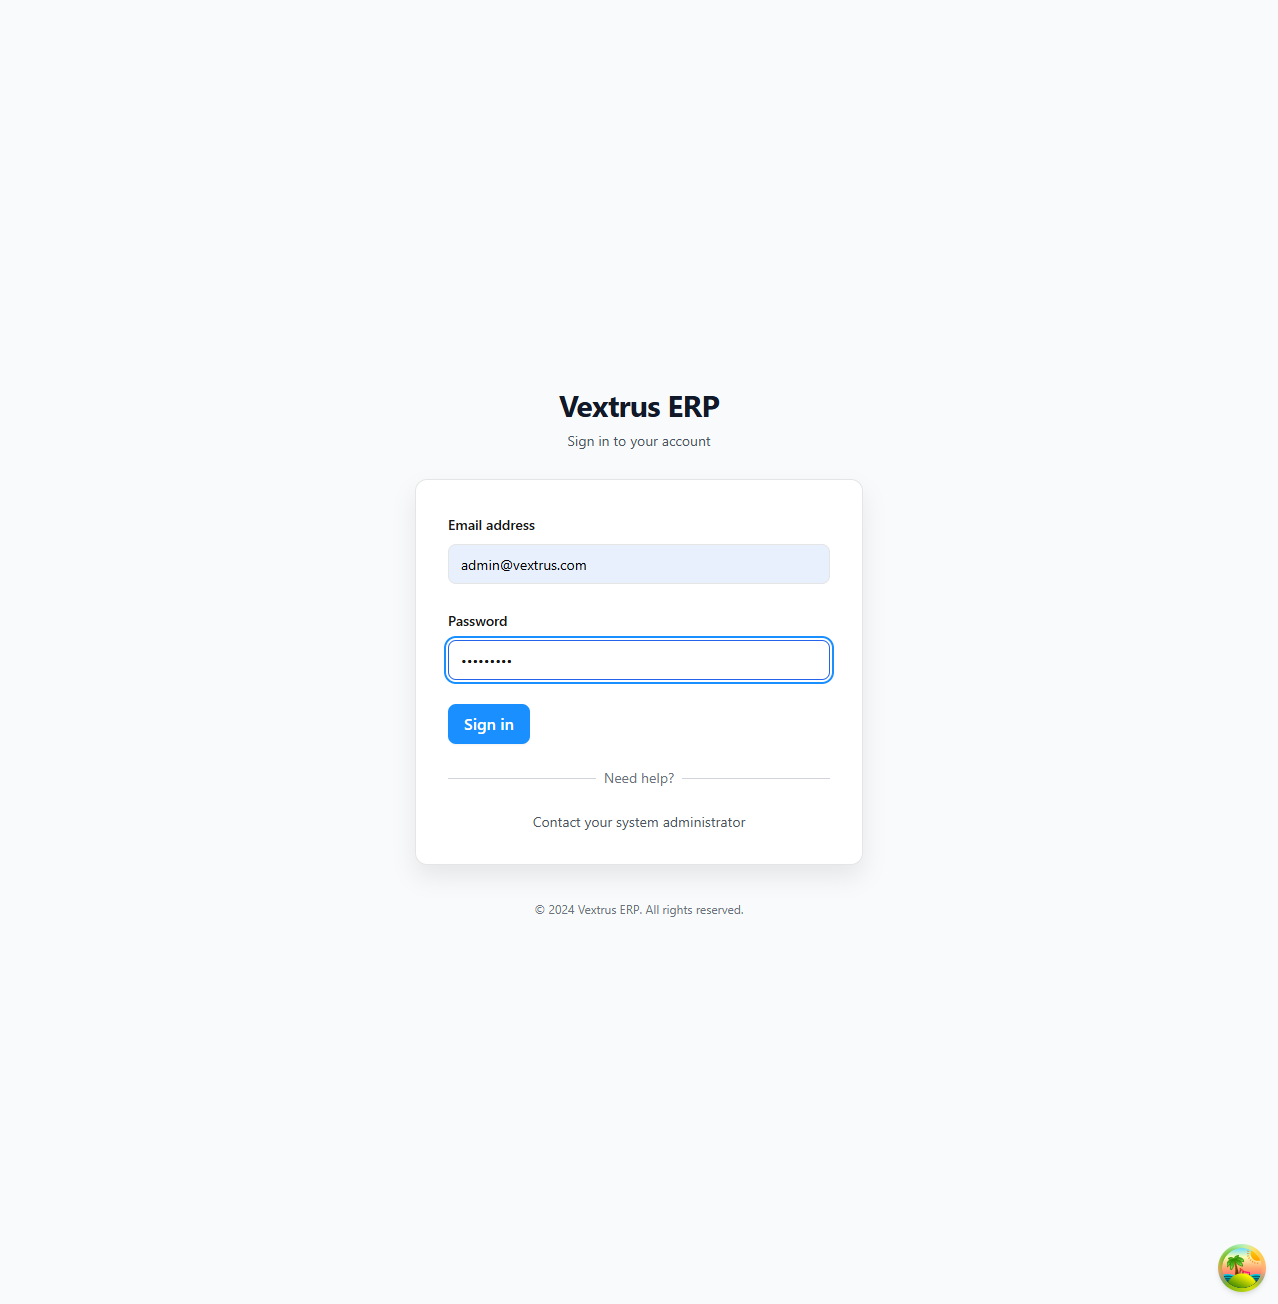 Vextrus ERP
Sign in to your account
Email address
admin@vextrus.com
Password
•••••••••
Sign in
Need help?
Contact your system administrator
© 2024 Vextrus ERP. All rights reserved.